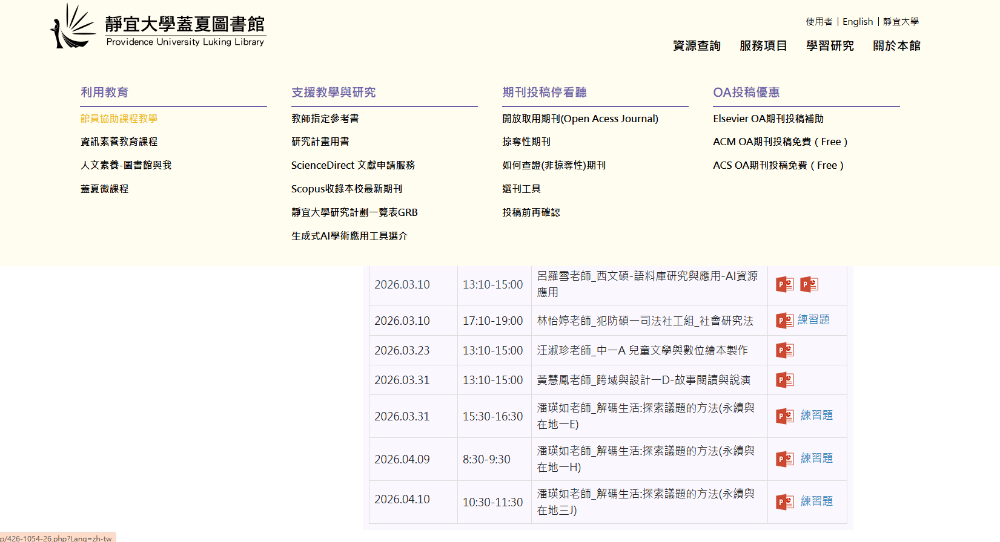 靜宜大學蓋夏圖書館
Providence University Luking Library
使用者 | English | 靜宜大學
資源查詢 服務項目 學習研究 關於本館
利用教育
館員協助課程教學
資訊素養教育課程
人文素養-圖書館與我
蓋夏微課程
支援教學與研究
教師指定參考書
研究計畫用書
ScienceDirect 文獻申請服務
Scopus收錄本校最新期刊
靜宜大學研究計劃一覽表GRB
生成式AI學術應用工具選介
期刊投稿停看聽
開放取用期刊(Open Acess Journal)
掠奪性期刊
如何查證(非掠奪性)期刊
選刊工具
投稿前再確認
OA投稿優惠
Elsevier OA期刊投稿補助
ACM OA期刊投稿免費 ( Free )
ACS OA期刊投稿免費 ( Free )
2026.03.10 13:10-15:00 呂羅雪老師_西文碩-語料庫研究與應用-AI資源
應用
2026.03.10 17:10-19:00 林怡婷老師_犯防碩一司法社工組_社會研究法 練習題
2026.03.23 13:10-15:00 汪淑珍老師_中一A 兒童文學與數位繪本製作
2026.03.31 13:10-15:00 黃慧鳳老師_跨域與設計一D-故事閱讀與說演
2026.03.31 15:30-16:30 潘瑛如老師_解碼生活:探索議題的方法(永續與
在地一E) 練習題
2026.04.09 8:30-9:30 潘瑛如老師_解碼生活:探索議題的方法(永續與
在地一H) 練習題
2026.04.10 10:30-11:30 潘瑛如老師_解碼生活:探索議題的方法(永續與
在地三J) 練習題
p/426-1054-26.php?Lang=zh-tw